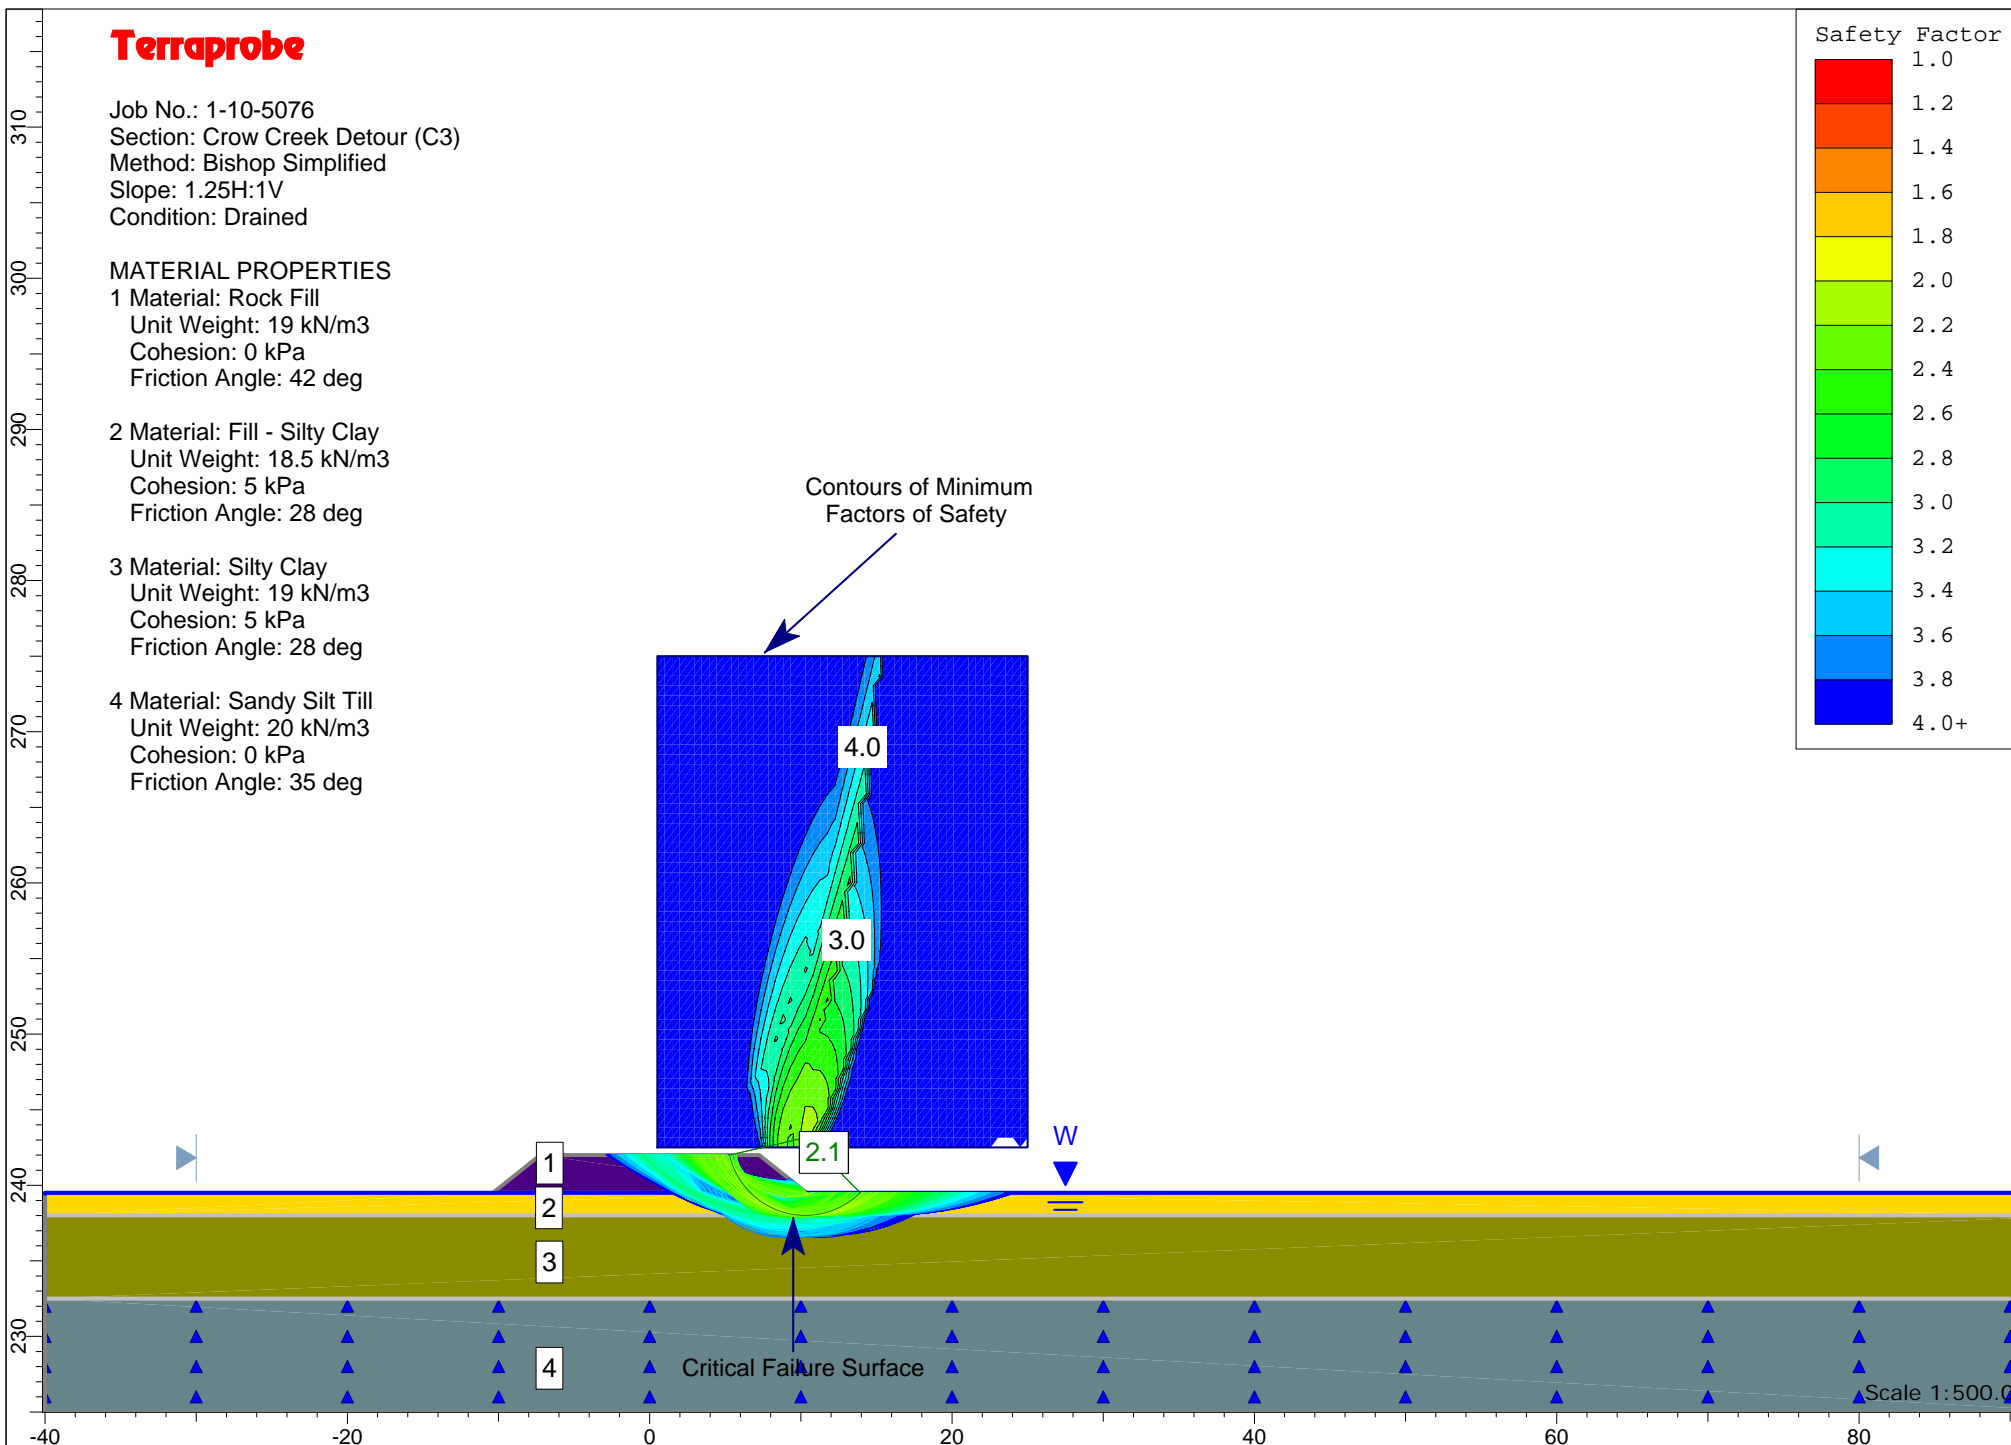 Terraprobe
Job No.: 1-10-5076
Section: Crow Creek Detour (C3)
Method: Bishop Simplified
Slope: 1.25H:1V
Condition: Drained
MATERIAL PROPERTIES
1 Material: Rock Fill
Unit Weight: 19 kN/m3
Cohesion: 0 kPa
Friction Angle: 42 deg
2 Material: Fill - Silty Clay
Unit Weight: 18.5 kN/m3
Cohesion: 5 kPa
Friction Angle: 28 deg
3 Material: Silty Clay
Unit Weight: 19 kN/m3
Cohesion: 5 kPa
Friction Angle: 28 deg
4 Material: Sandy Silt Till
Unit Weight: 20 kN/m3
Cohesion: 0 kPa
Friction Angle: 35 deg
Safety Factor
1.0
1.2
1.4
1.6
1.8
2.0
2.2
2.4
2.6
2.8
3.0
3.2
3.4
3.6
3.8
4.0+
Contours of Minimum
Factors of Safety
4.0
3.0
2.1
W
1
2
3
4
Critical Failure Surface
Scale 1:500.0
310
300
290
280
270
260
250
240
230
-40
-20
0
20
40
60
80